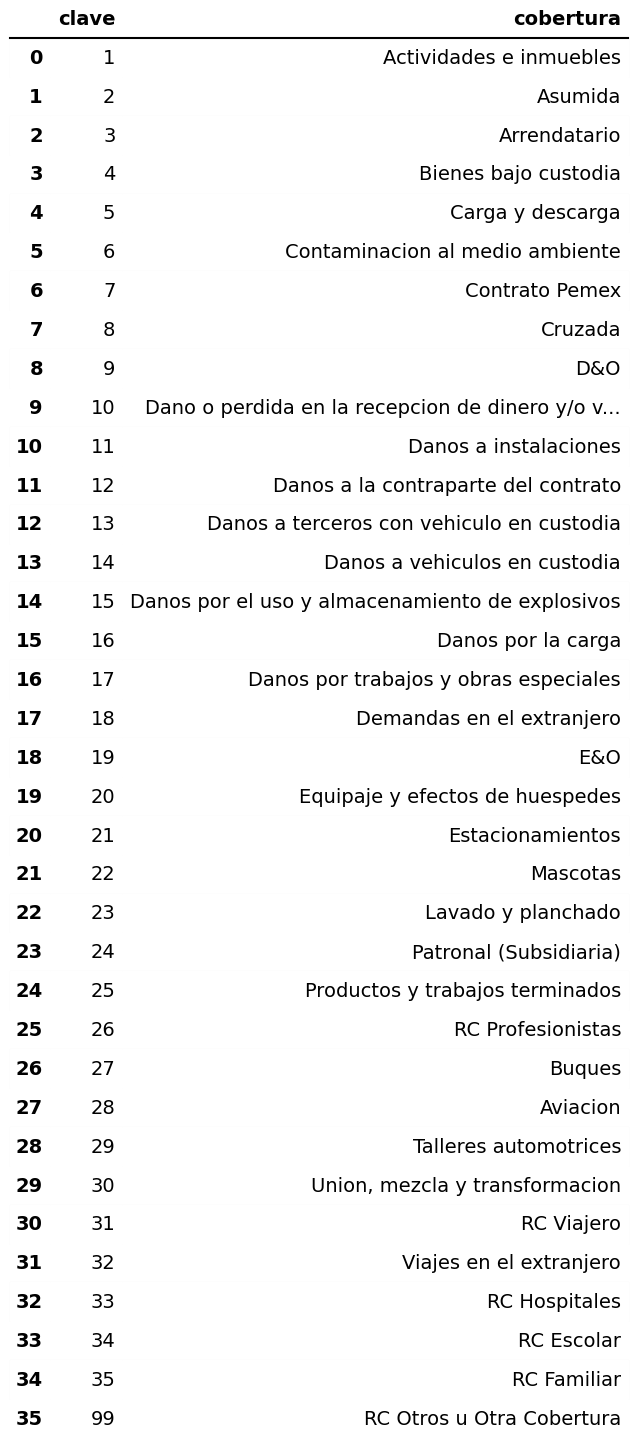 clave cobertura
0 1 Actividades e inmuebles
1 2 Asumida
2 3 Arrendatario
3 4 Bienes bajo custodia
4 5 Carga y descarga
5 6 Contaminacion al medio ambiente
6 7 Contrato Pemex
7 8 Cruzada
8 9 D&O
9 10 Dano o perdida en la recepcion de dinero y/o v...
10 11 Danos a instalaciones
11 12 Danos a la contraparte del contrato
12 13 Danos a terceros con vehiculo en custodia
13 14 Danos a vehiculos en custodia
14 15 Danos por el uso y almacenamiento de explosivos
15 16 Danos por la carga
16 17 Danos por trabajos y obras especiales
17 18 Demandas en el extranjero
18 19 E&O
19 20 Equipaje y efectos de huespedes
20 21 Estacionamientos
21 22 Mascotas
22 23 Lavado y planchado
23 24 Patronal (Subsidiaria)
24 25 Productos y trabajos terminados
25 26 RC Profesionistas
26 27 Buques
27 28 Aviacion
28 29 Talleres automotrices
29 30 Union, mezcla y transformacion
30 31 RC Viajero
31 32 Viajes en el extranjero
32 33 RC Hospitales
33 34 RC Escolar
34 35 RC Familiar
35 99 RC Otros u Otra Cobertura